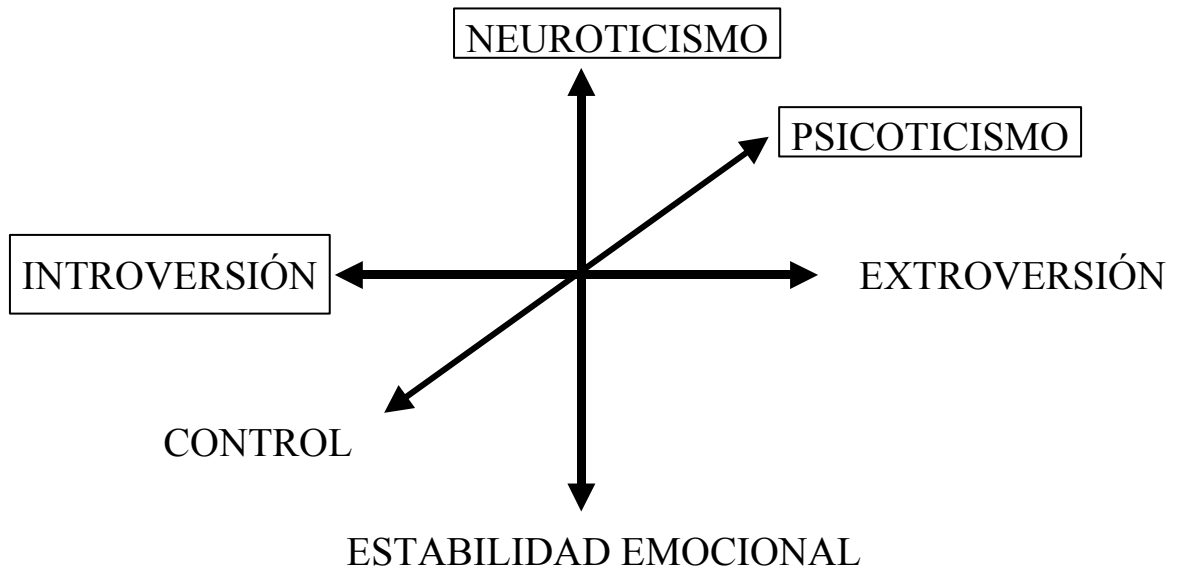 NEUROTICISMO
PSICOTICISMO
INTROVERSIÓN
EXTROVERSIÓN
CONTROL
ESTABILIDAD EMOCIONAL